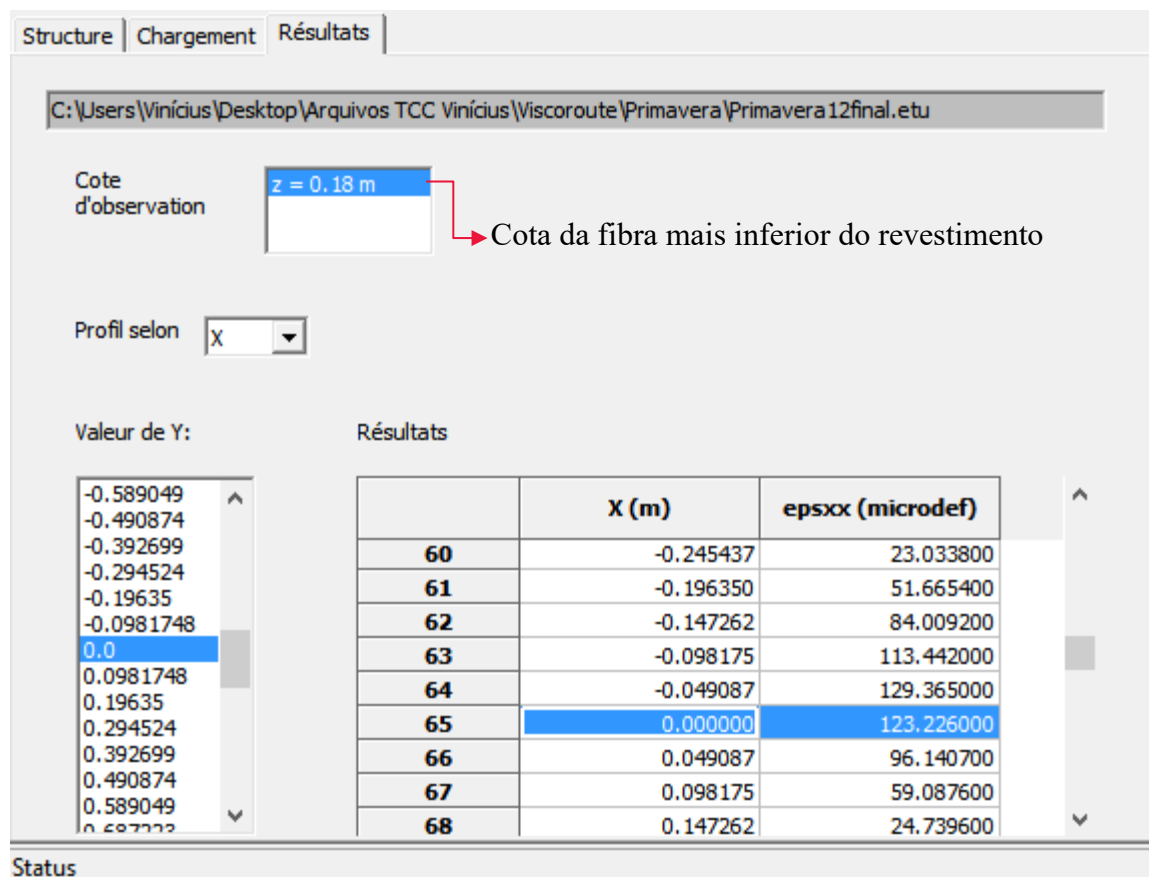 Structure Chargement Résultats
C:\Users\Vinícius\Desktop\Arquivos TCC Vinícius\Viscoroute\Primavera\Primavera12final.etu
Cote
d'observation
z = 0.18 m
Cota da fibra mais inferior do revestimento
Profil selon X
Valeur de Y:
-0.589049
-0.490874
-0.392699
-0.294524
-0.19635
-0.0981748
0.0
0.0981748
0.19635
0.294524
0.392699
0.490874
0.589049
0.687223
Résultats
X (m) epsxx (microdef)
60 -0.245437 23.033800
61 -0.196350 51.665400
62 -0.147262 84.009200
63 -0.098175 113.442000
64 -0.049087 129.365000
65 0.000000 123.226000
66 0.049087 96.140700
67 0.098175 59.087600
68 0.147262 24.739600
Status